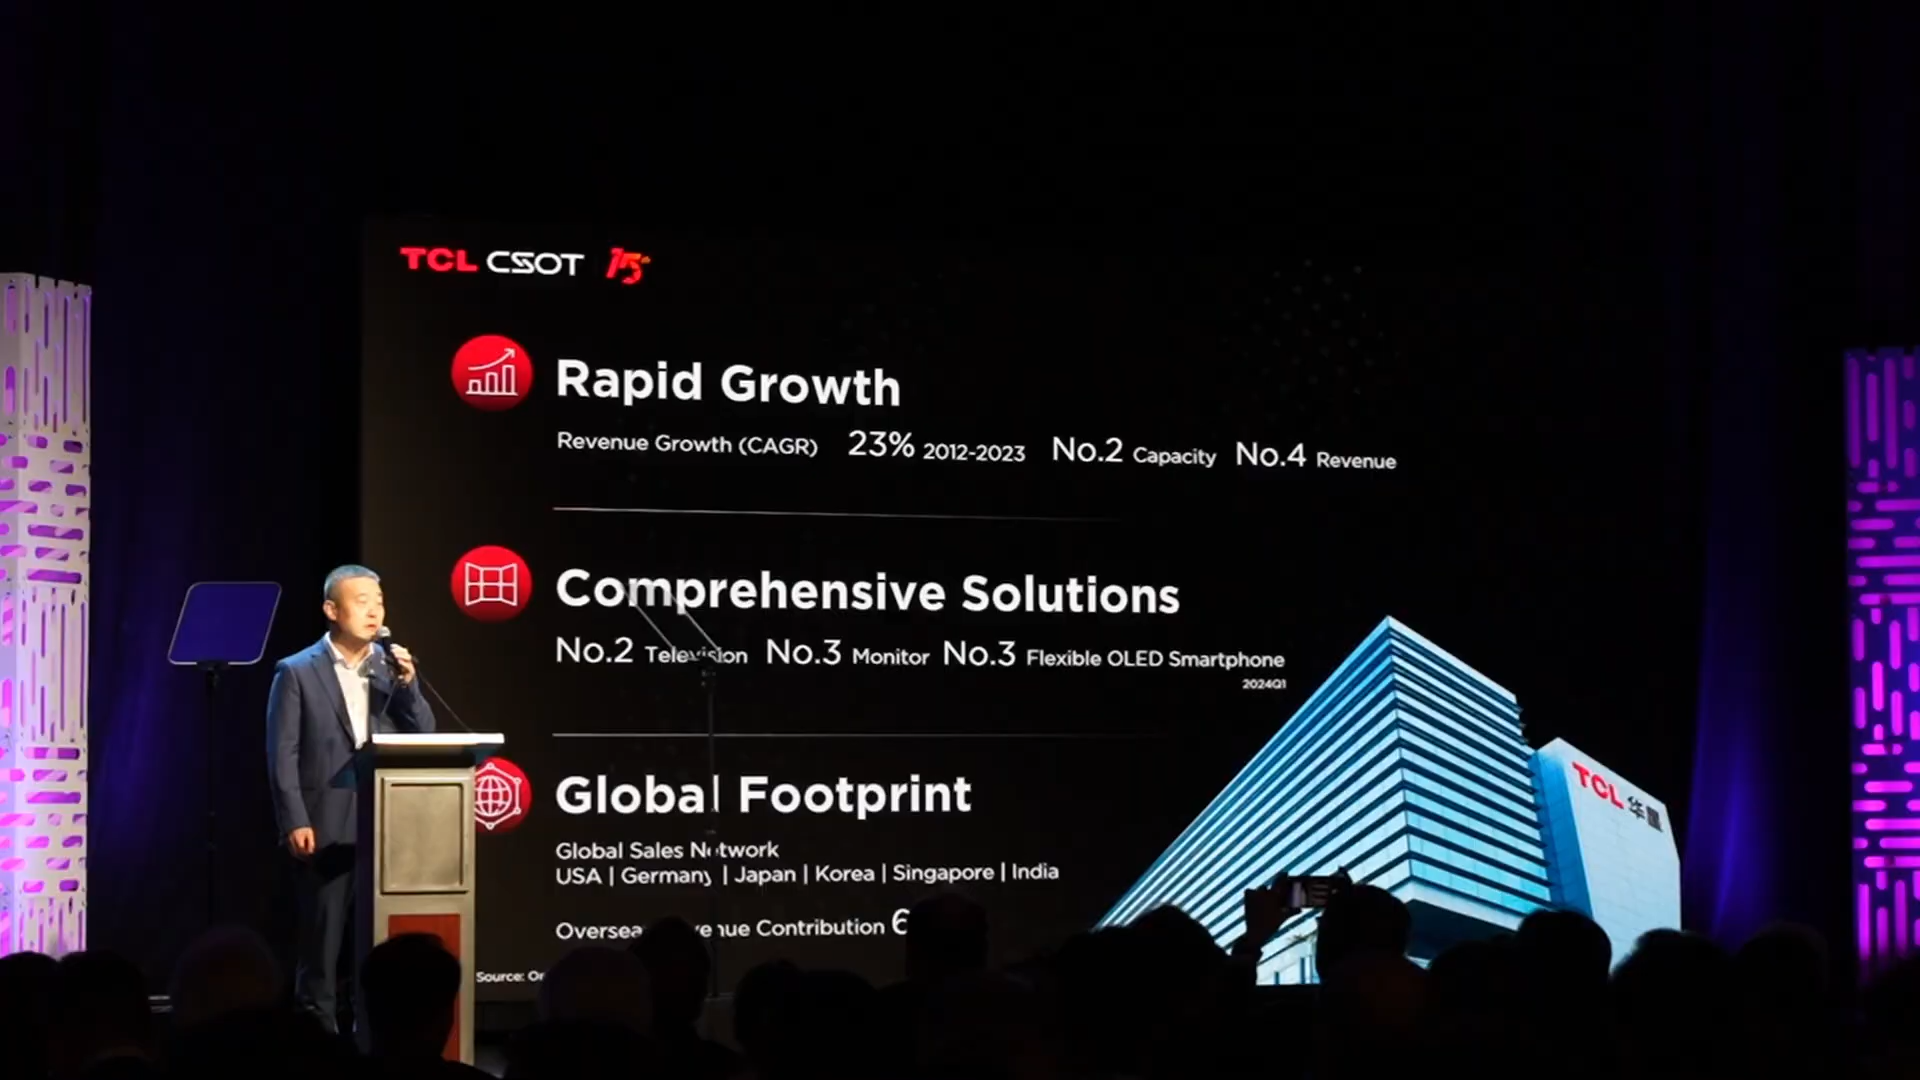 TCL CSOT 15th
Rapid Growth
Revenue Growth (CAGR) 23% 2012-2023 No.2 Capacity No.4 Revenue
Comprehensive Solutions
No.2 Television No.3 Monitor No.3 Flexible OLED Smartphone
2024Q1
Global Footprint
Global Sales Network
USA | Germany | Japan | Korea | Singapore | India
Contribution
Source:
TCL 华星